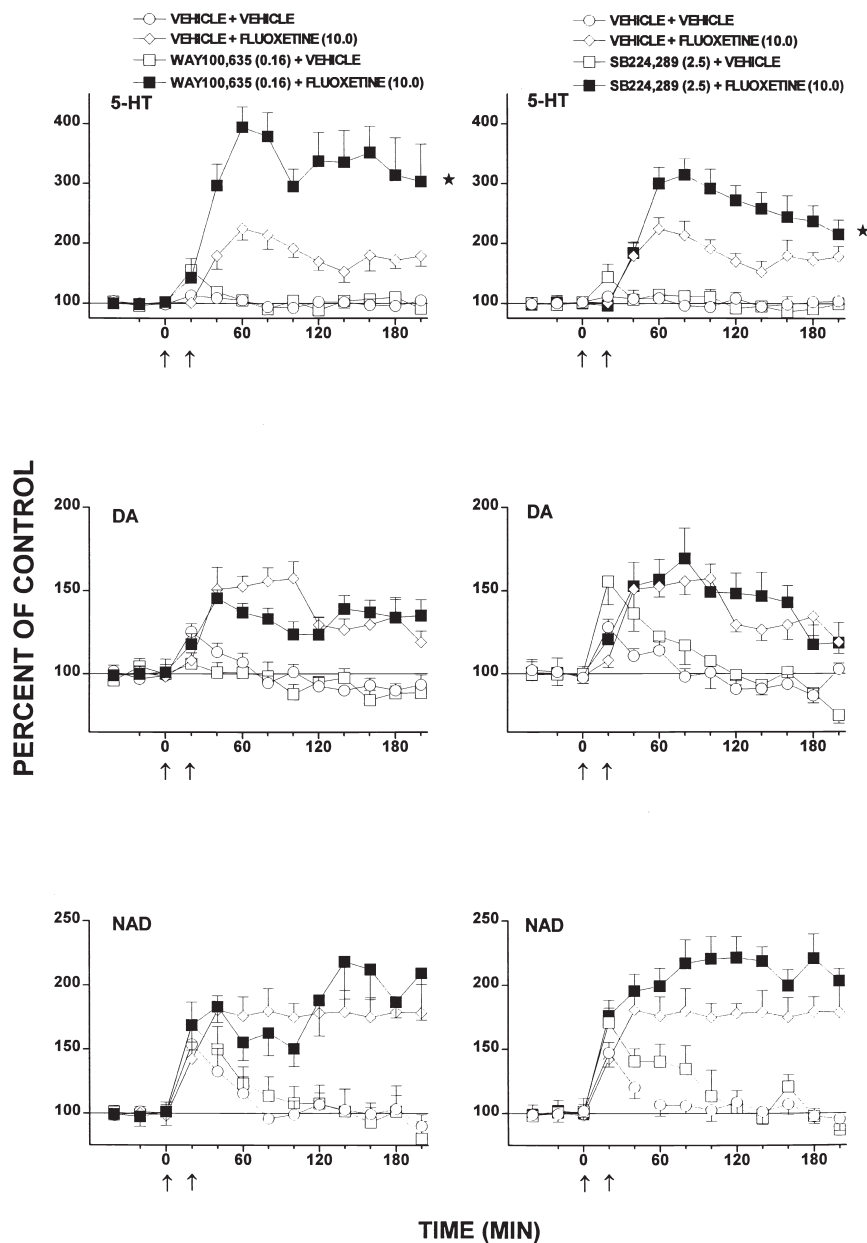 VEHICLE + VEHICLE
VEHICLE + FLUOXETINE (10.0)
WAY100,635 (0.16) + VEHICLE
WAY100,635 (0.16) + FLUOXETINE (10.0)
VEHICLE + VEHICLE
VEHICLE + FLUOXETINE (10.0)
SB224,289 (2.5) + VEHICLE
SB224,289 (2.5) + FLUOXETINE (10.0)
5-HT
400
300
200
100
0 60 120 180
↑ ↑
★
5-HT
400
300
200
100
0 60 120 180
↑ ↑
★
PERCENT OF CONTROL
DA
200
150
100
0 60 120 180
↑ ↑
DA
200
150
100
0 60 120 180
↑ ↑
NAD
250
200
150
100
0 60 120 180
↑ ↑
NAD
250
200
150
100
0 60 120 180
↑ ↑
TIME (MIN)